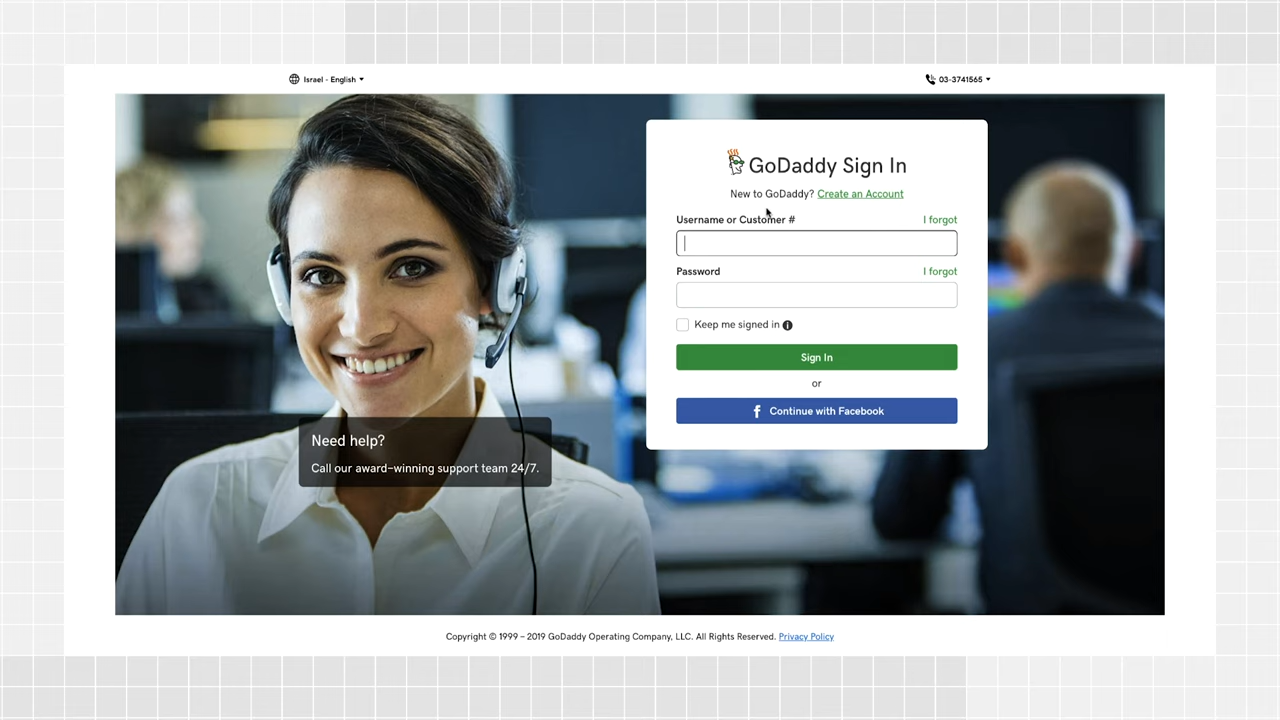 Israel - English
03-3741565
GoDaddy Sign In
New to GoDaddy? Create an Account
Username or Customer # I forgot
Password I forgot
Keep me signed in
Sign In
or
Continue with Facebook
Need help?
Call our award-winning support team 24/7.
Copyright © 1999 – 2019 GoDaddy Operating Company, LLC. All Rights Reserved. Privacy Policy